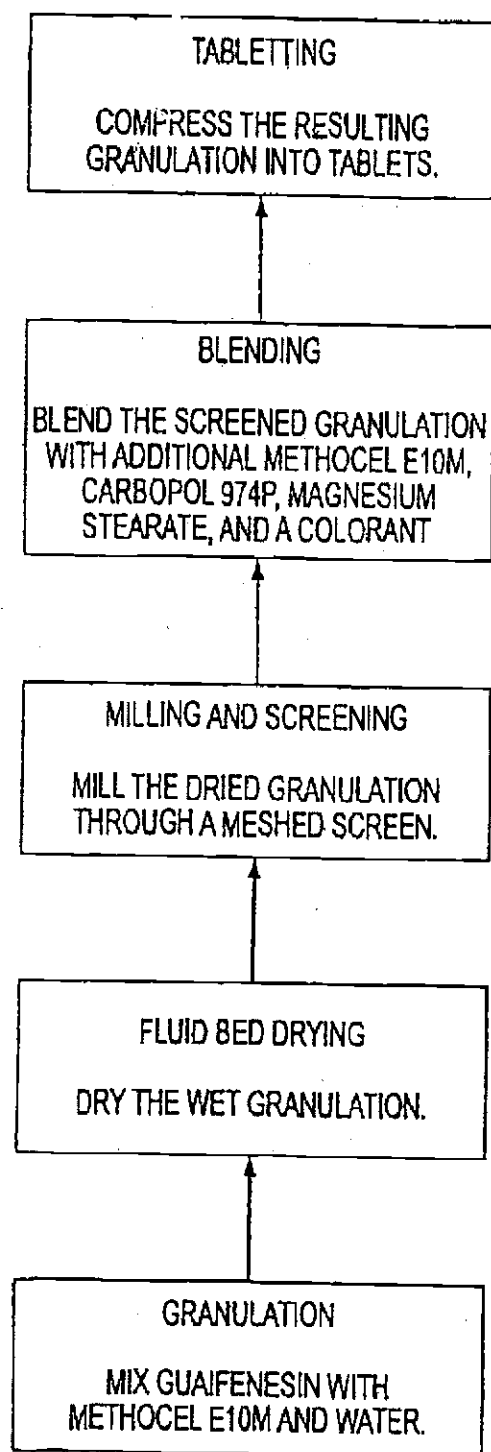 TABLETTING
COMPRESS THE RESULTING
GRANULATION INTO TABLETS.
BLENDING
BLEND THE SCREENED GRANULATION
WITH ADDITIONAL METHOCEL E10M,
CARBOPOL 974P, MAGNESIUM
STEARATE, AND A COLORANT
MILLING AND SCREENING
MILL THE DRIED GRANULATION
THROUGH A MESHED SCREEN.
FLUID BED DRYING
DRY THE WET GRANULATION.
GRANULATION
MIX GUAIFENESIN WITH
METHOCEL E10M AND WATER.